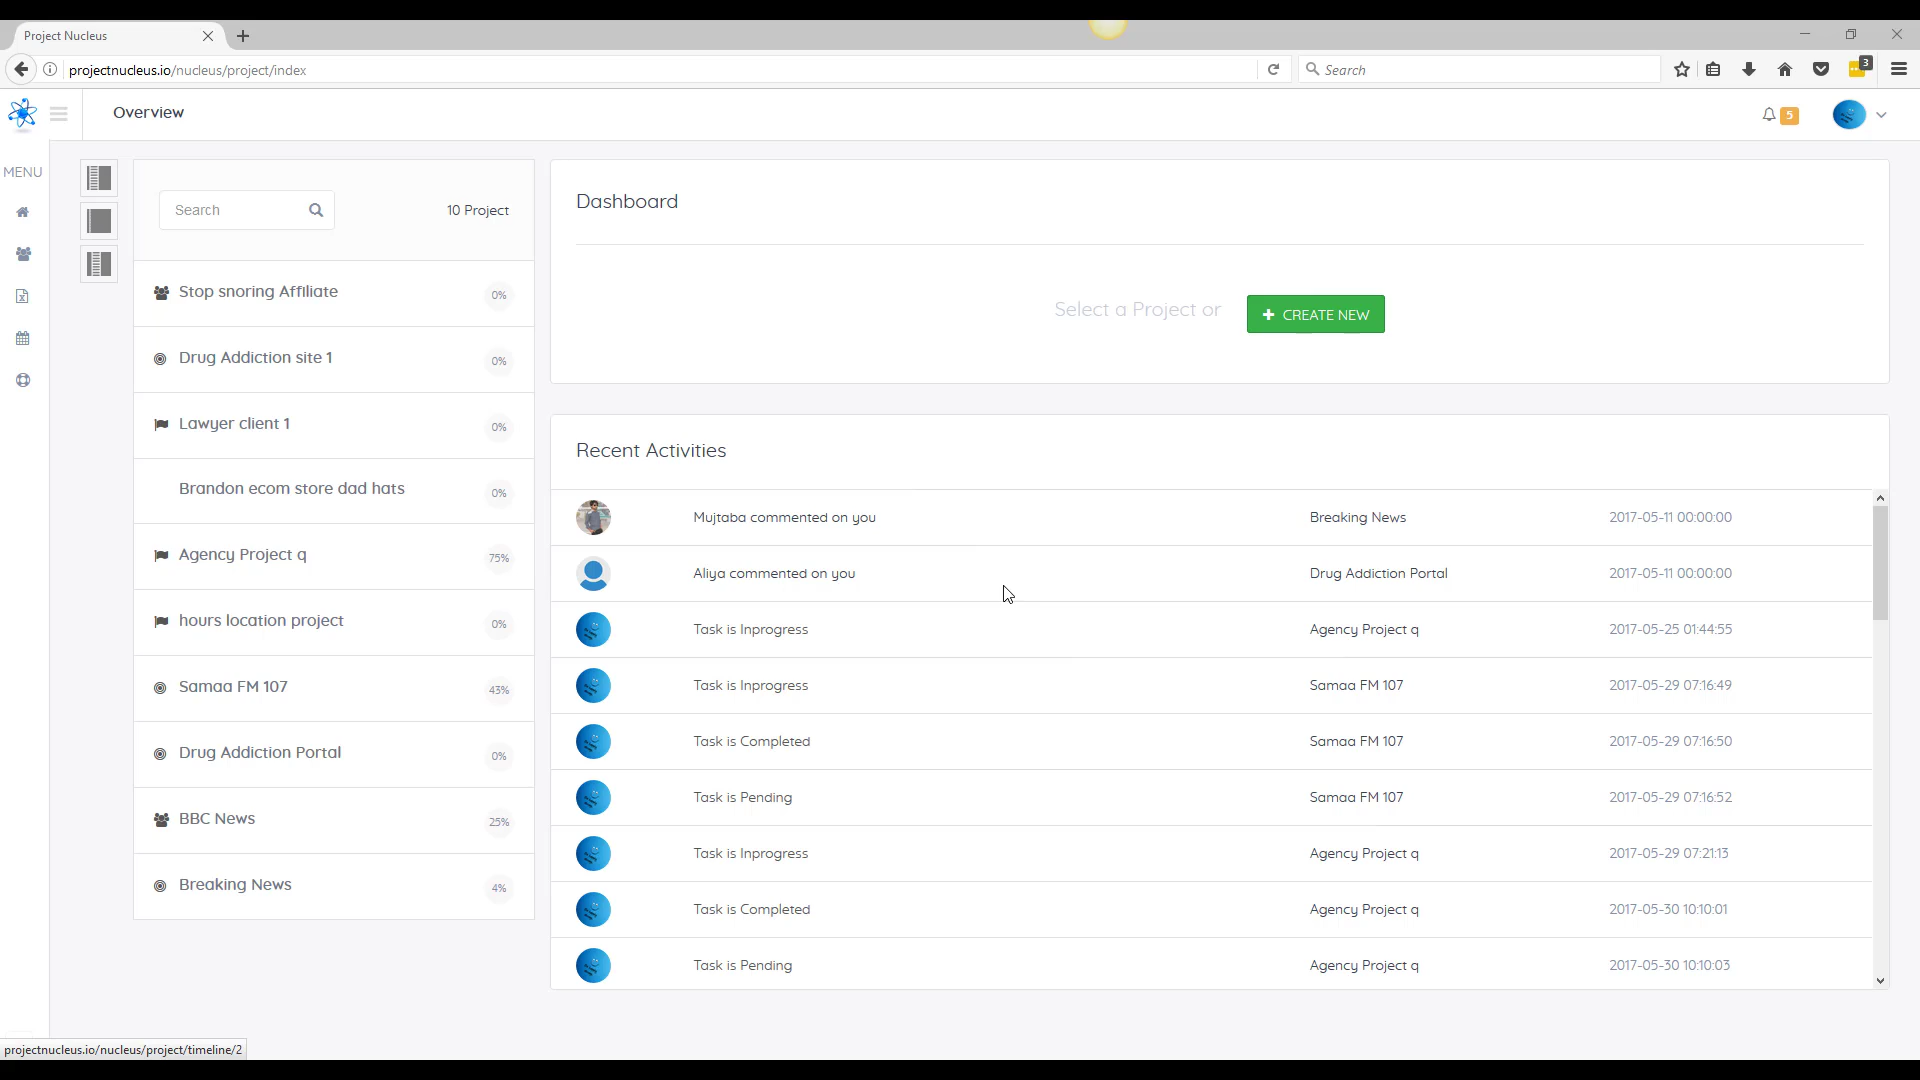 Project Nucleus
projectnucleus.io/nucleus/project/index
Search
3
Overview
5
MENU
Search
10 Project
Stop snoring Affiliate
0%
Drug Addiction site 1
0%
Lawyer client 1
0%
Brandon ecom store dad hats
0%
Agency Project q
75%
hours location project
0%
Samaa FM 107
43%
Drug Addiction Portal
0%
BBC News
25%
Breaking News
4%
Dashboard
Select a Project or
CREATE NEW
Recent Activities
Mujtaba commented on you Breaking News 2017-05-11 00:00:00
Aliya commented on you Drug Addiction Portal 2017-05-11 00:00:00
Task is Inprogress Agency Project q 2017-05-25 01:44:55
Task is Inprogress Samaa FM 107 2017-05-29 07:16:49
Task is Completed Samaa FM 107 2017-05-29 07:16:50
Task is Pending Samaa FM 107 2017-05-29 07:16:52
Task is Inprogress Agency Project q 2017-05-29 07:21:13
Task is Completed Agency Project q 2017-05-30 10:10:01
Task is Pending Agency Project q 2017-05-30 10:10:03
projectnucleus.io/nucleus/project/timeline/2